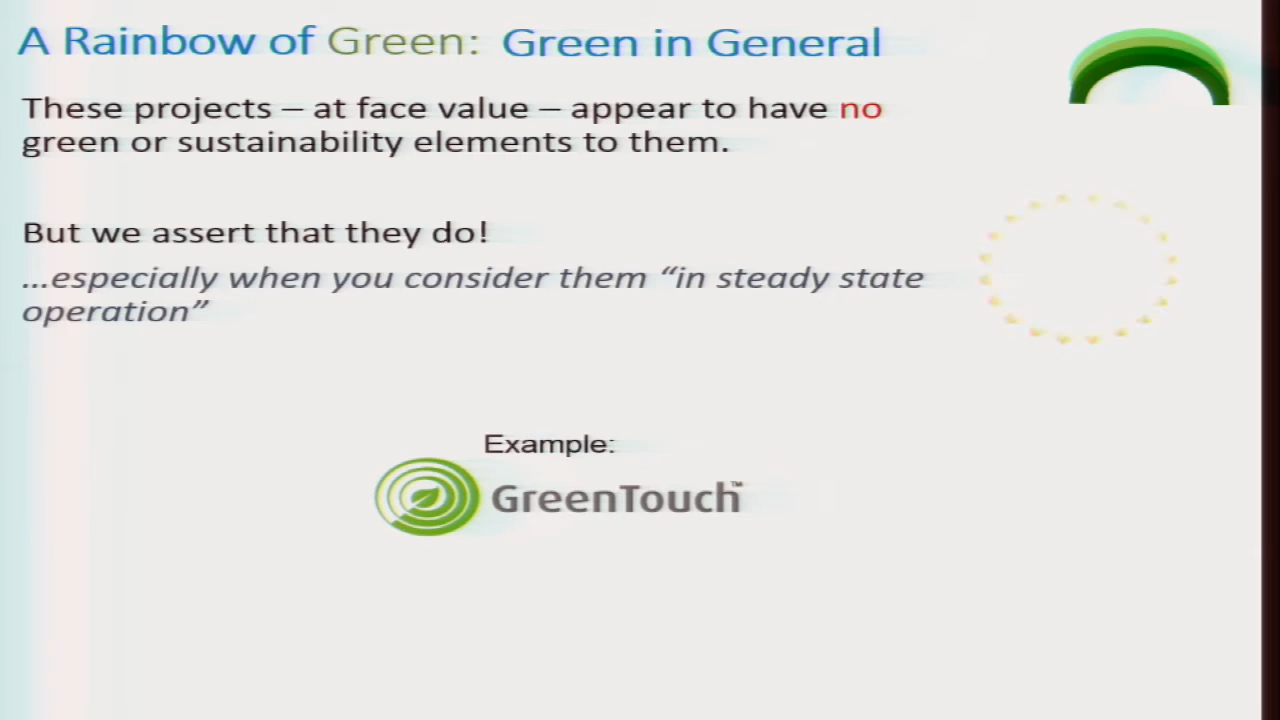 A Rainbow of Green: Green in General
These projects – at face value – appear to have no
green or sustainability elements to them.
But we assert that they do!
…especially when you consider them “in steady state
operation”
Example:
GreenTouch™